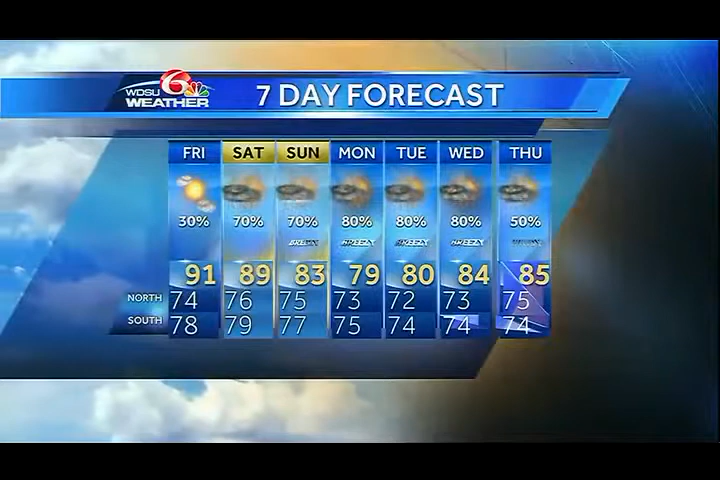 WDSU 6
WEATHER
7 DAY FORECAST
FRI SAT SUN MON TUE WED THU
30% 70% 70% 80% 80% 80% 50%
BREEZY BREEZY BREEZY BREEZY
91 89 83 79 80 84 85
NORTH 74 76 75 73 72 73 75
SOUTH 78 79 77 75 74 74 74